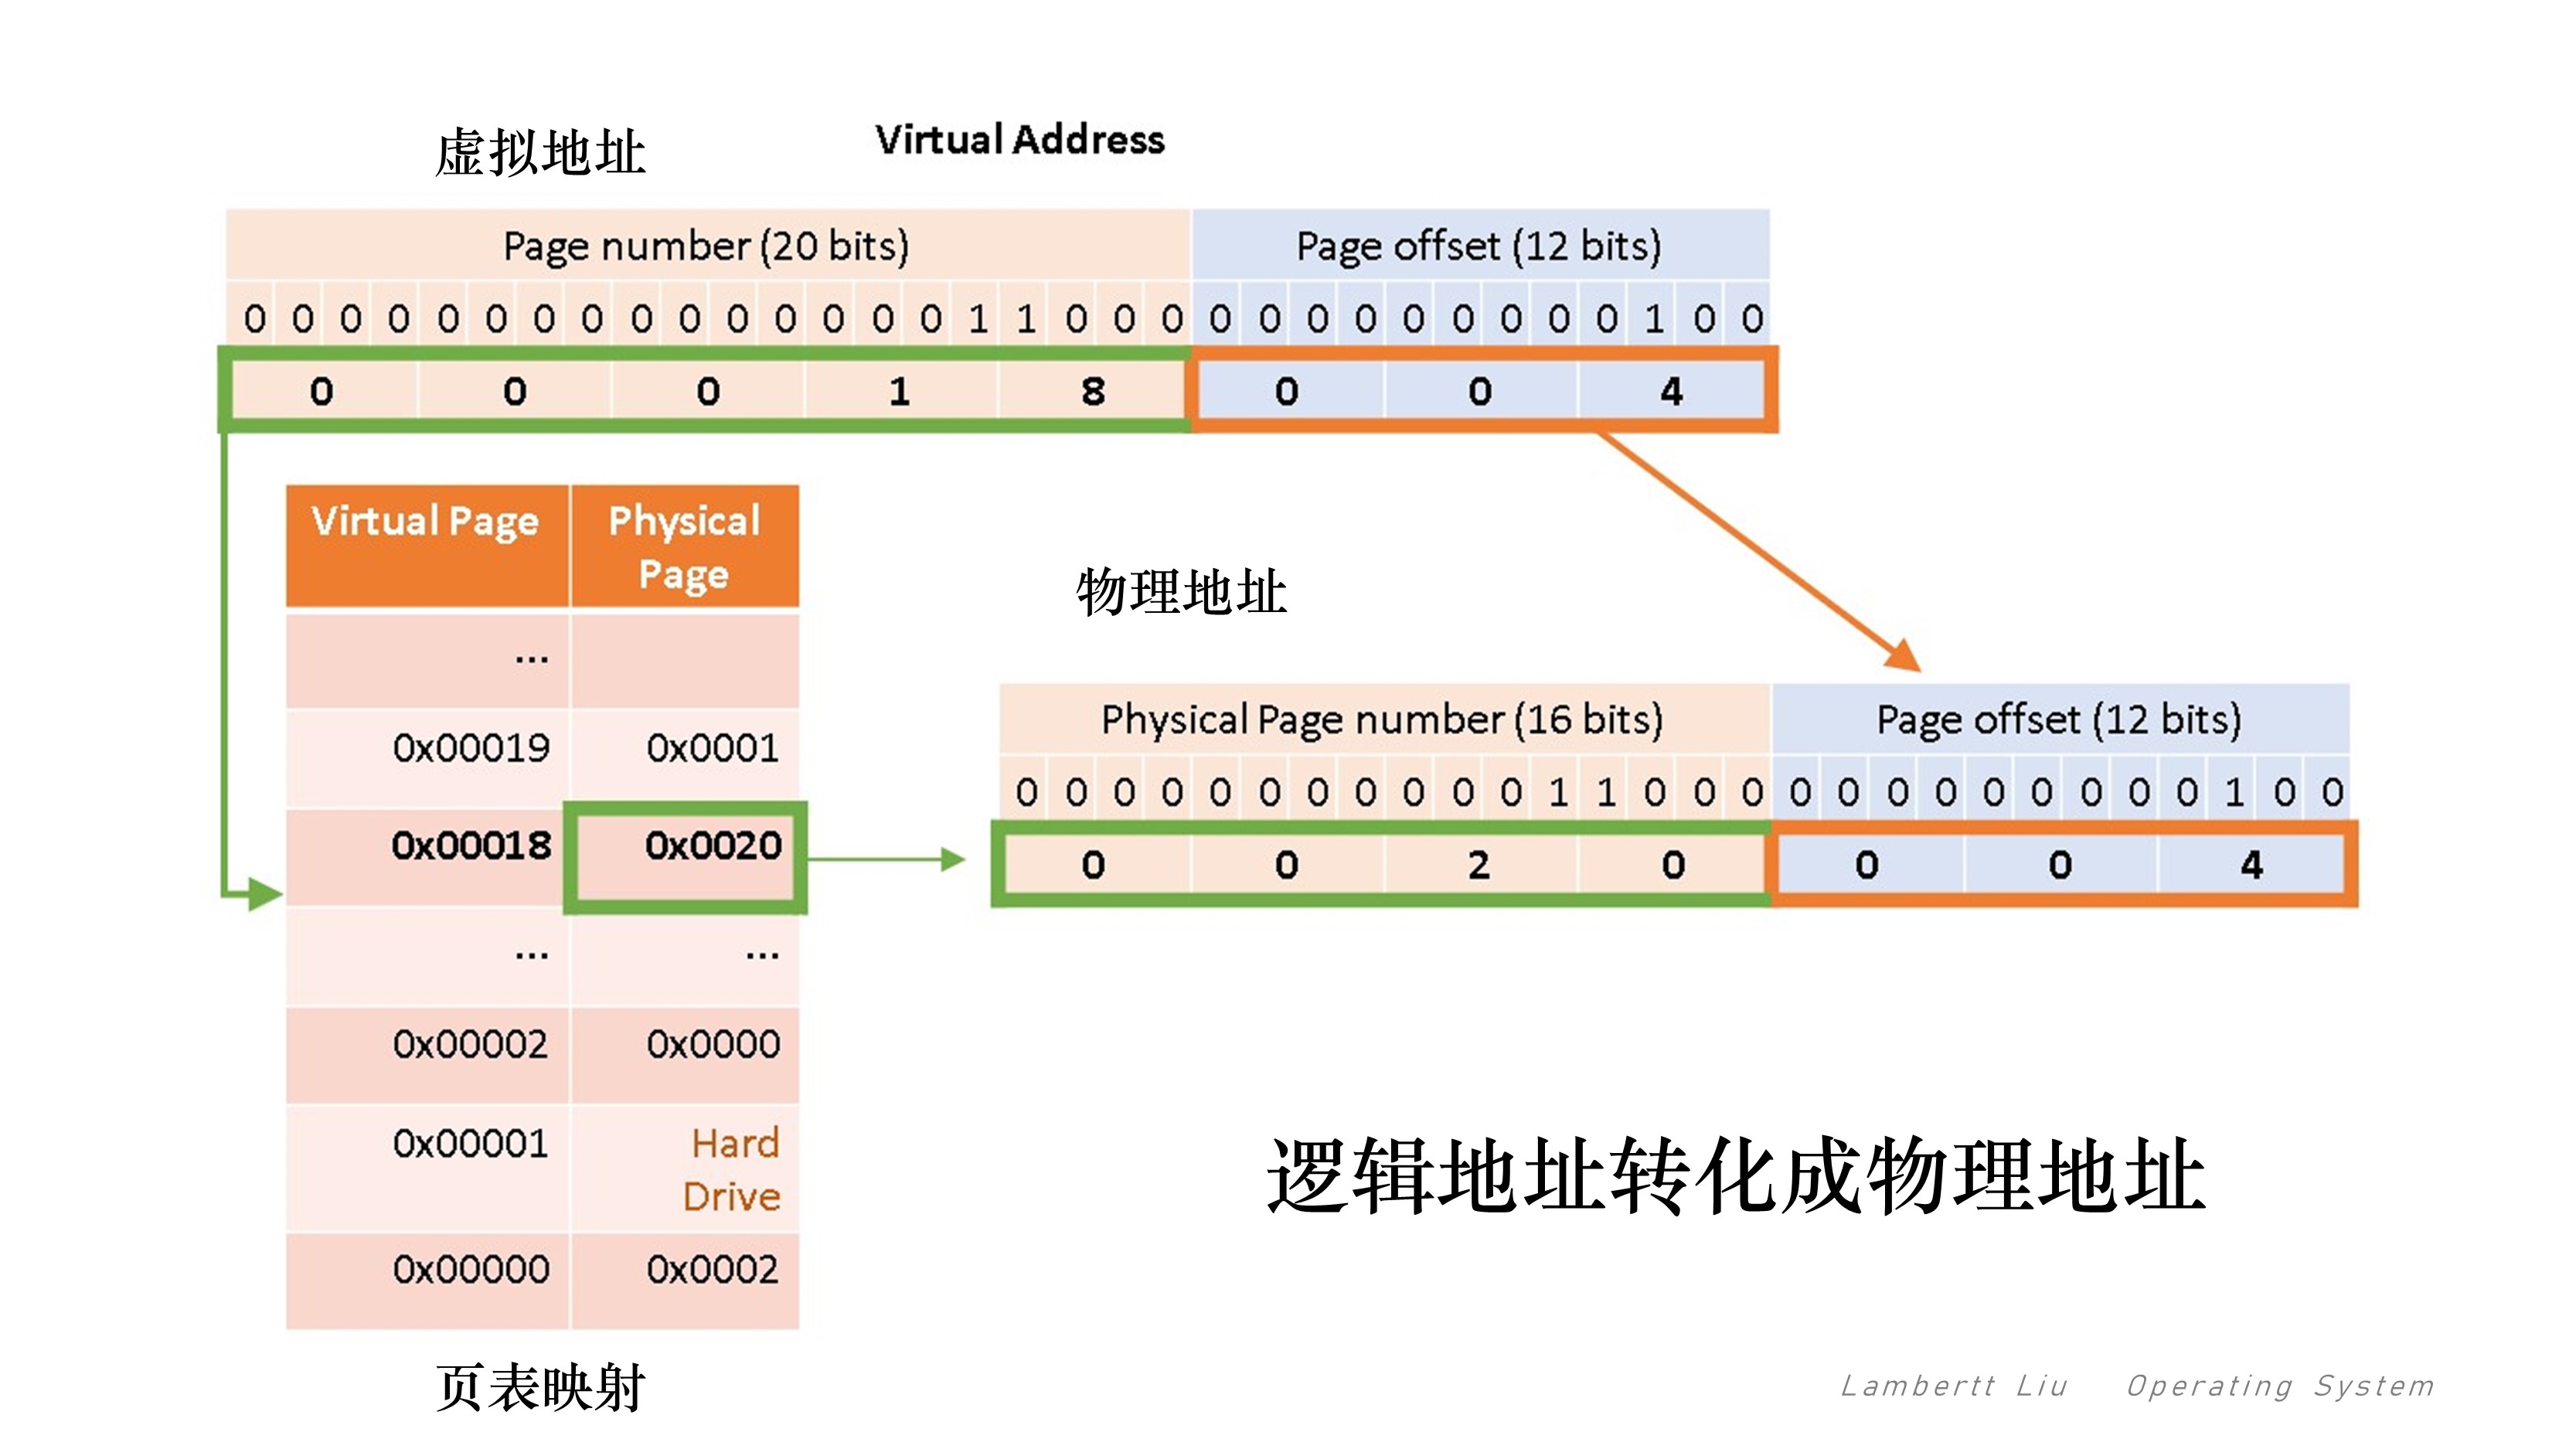 虚拟地址 Virtual Address
Page number (20 bits) Page offset (12 bits)
0 0 0 0 0 0 0 0 0 0 0 0 0 0 0 1 1 0 0 0 0 0 0 0 0 0 0 0 0 1 0 0
0 0 0 1 8 0 0 4
Virtual Page Physical Page
...
0x00019 0x0001
0x00018 0x0020
... ...
0x00002 0x0000
0x00001 Hard Drive
0x00000 0x0002
页表映射
物理地址
Physical Page number (16 bits) Page offset (12 bits)
0 0 0 0 0 0 0 0 0 0 0 1 1 0 0 0 0 0 0 0 0 0 0 0 0 1 0 0
0 0 2 0 0 0 4
逻辑地址转化成物理地址
Lambertt Liu Operating System